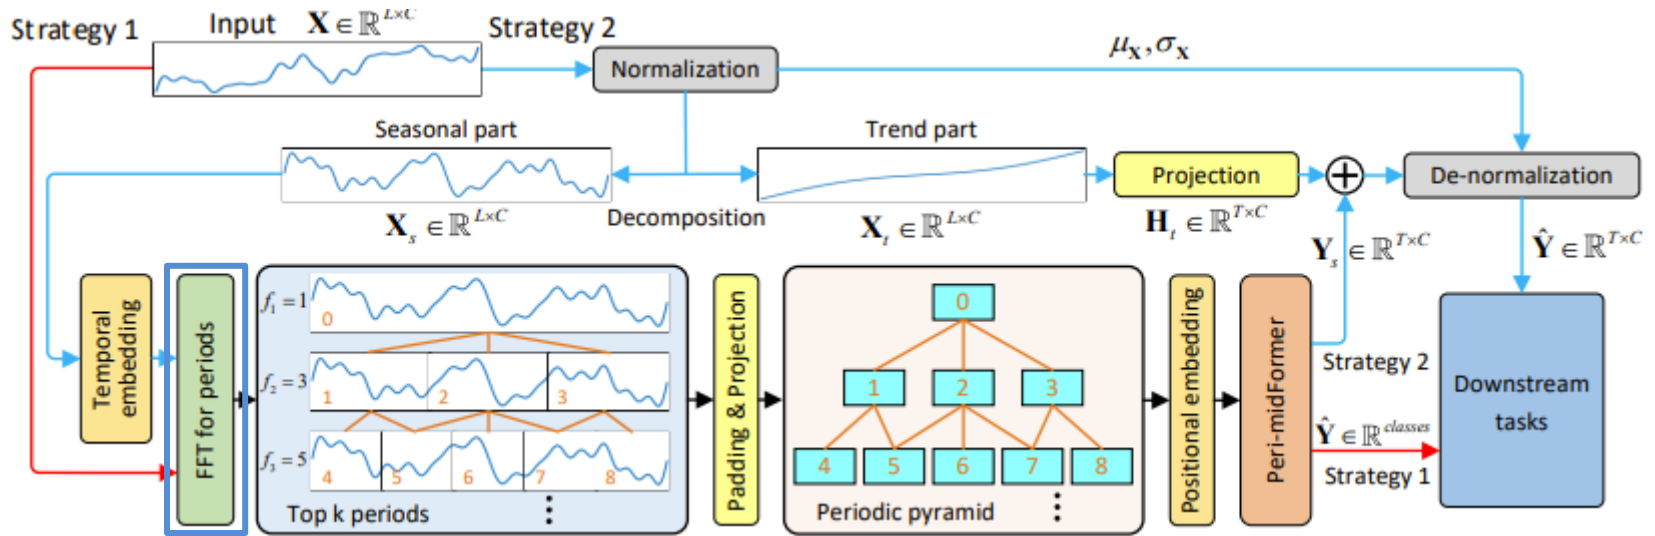 Strategy 1
Input X ∈ ℝ^{L×C}
Strategy 2
Normalization
μ_X, σ_X
Seasonal part
Trend part
Projection
De-normalization
X_s ∈ ℝ^{L×C}
Decomposition
X_t ∈ ℝ^{L×C}
H_t ∈ ℝ^{T×C}
Y_s ∈ ℝ^{T×C}
Ŷ ∈ ℝ^{T×C}
Temporal
embedding
FFT for periods
f_1 = 1
0
f_2 = 3
1 2 3
f_3 = 5
4 5 6 7 8
Top k periods
⋮
Padding & Projection
0
1 2 3
4 5 6 7 8
Periodic pyramid
⋮
Positional embedding
Peri-midFormer
Strategy 2
Ŷ ∈ ℝ^{classes}
Strategy 1
Downstream
tasks